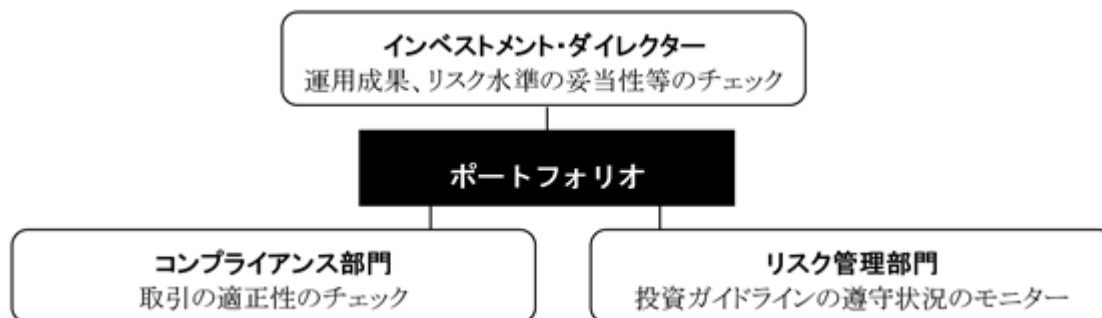 インベストメント・ダイレクター
運用成果、リスク水準の妥当性等のチェック
ポートフォリオ
コンプライアンス部門
取引の適正性のチェック
リスク管理部門
投資ガイドラインの遵守状況のモニター